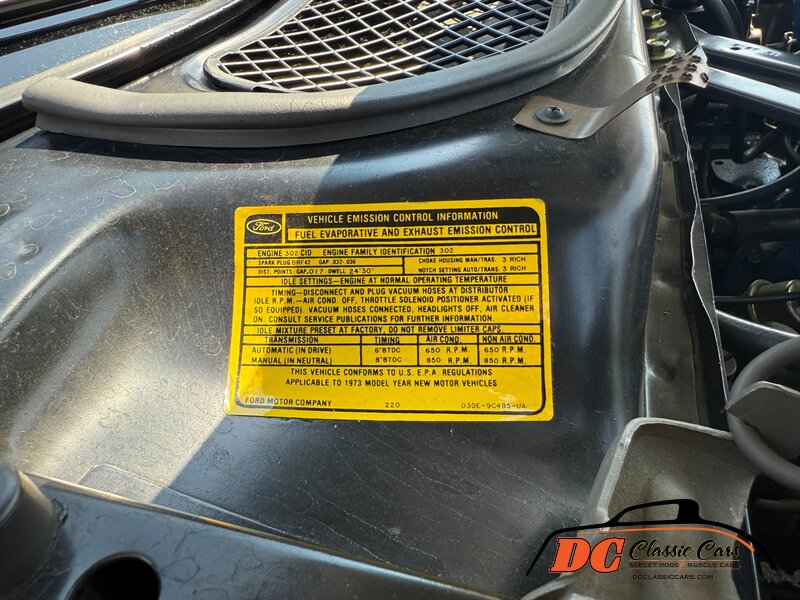 Ford
VEHICLE EMISSION CONTROL INFORMATION
FUEL EVAPORATIVE AND EXHAUST EMISSION CONTROL
ENGINE 302 CID ENGINE FAMILY IDENTIFICATION 302
SPARK PLUG BRF42 GAP .032-.036 CHOKE HOUSING MAN/TRAS. 3 RICH
DIST. POINTS. GAP.017 DWELL 24°30' NOTCH SETTING AUTO/TRANS. 3 RICH
IDLE SETTINGS—ENGINE AT NORMAL OPERATING TEMPERATURE
TIMING—DISCONNECT AND PLUG VACUUM HOSES AT DISTRIBUTOR
IDLE R.P.M.—AIR COND. OFF, THROTTLE SOLENOID POSITIONER ACTIVATED (IF
SO EQUIPPED). VACUUM HOSES CONNECTED, HEADLIGHTS OFF, AIR CLEANER
ON. CONSULT SERVICE PUBLICATIONS FOR FURTHER INFORMATION.
IDLE MIXTURE PRESET AT FACTORY, DO NOT REMOVE LIMITER CAPS.
TRANSMISSION TIMING AIR COND. NON AIR COND.
AUTOMATIC (IN DRIVE) 6°BTDC 650 R.P.M. 650 R.P.M.
MANUAL (IN NEUTRAL) 8°BTDC 850 R.P.M. 850 R.P.M.
THIS VEHICLE CONFORMS TO U.S. E.P.A. REGULATIONS
APPLICABLE TO 1973 MODEL YEAR NEW MOTOR VEHICLES
FORD MOTOR COMPANY 220 D3DE-9C485-UA
DC Classic Cars
STREET RODS MUSCLE CARS
DCCLASSICCARS.COM